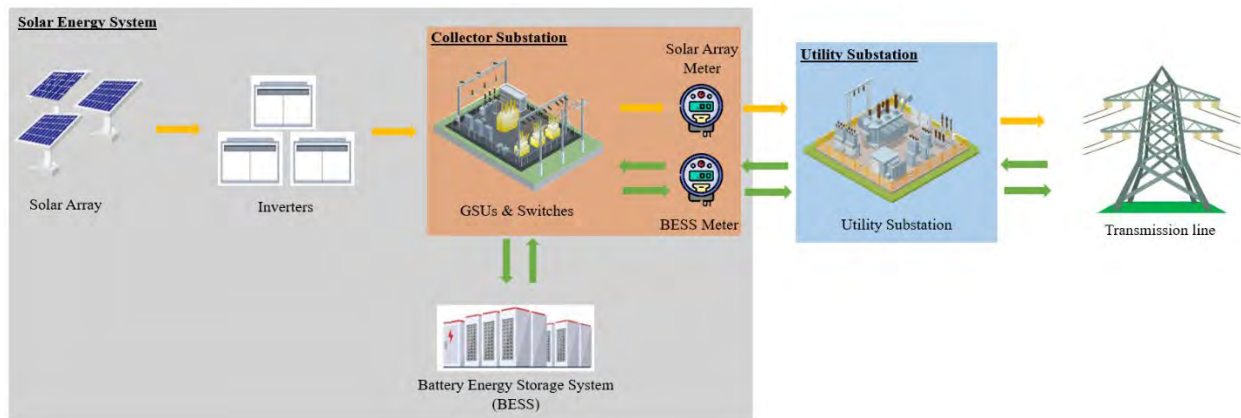 Solar Energy System
Collector Substation
Solar Array
Meter
Utility Substation
Solar Array
Inverters
GSUs & Switches
BESS Meter
Utility Substation
Transmission line
Battery Energy Storage System
(BESS)